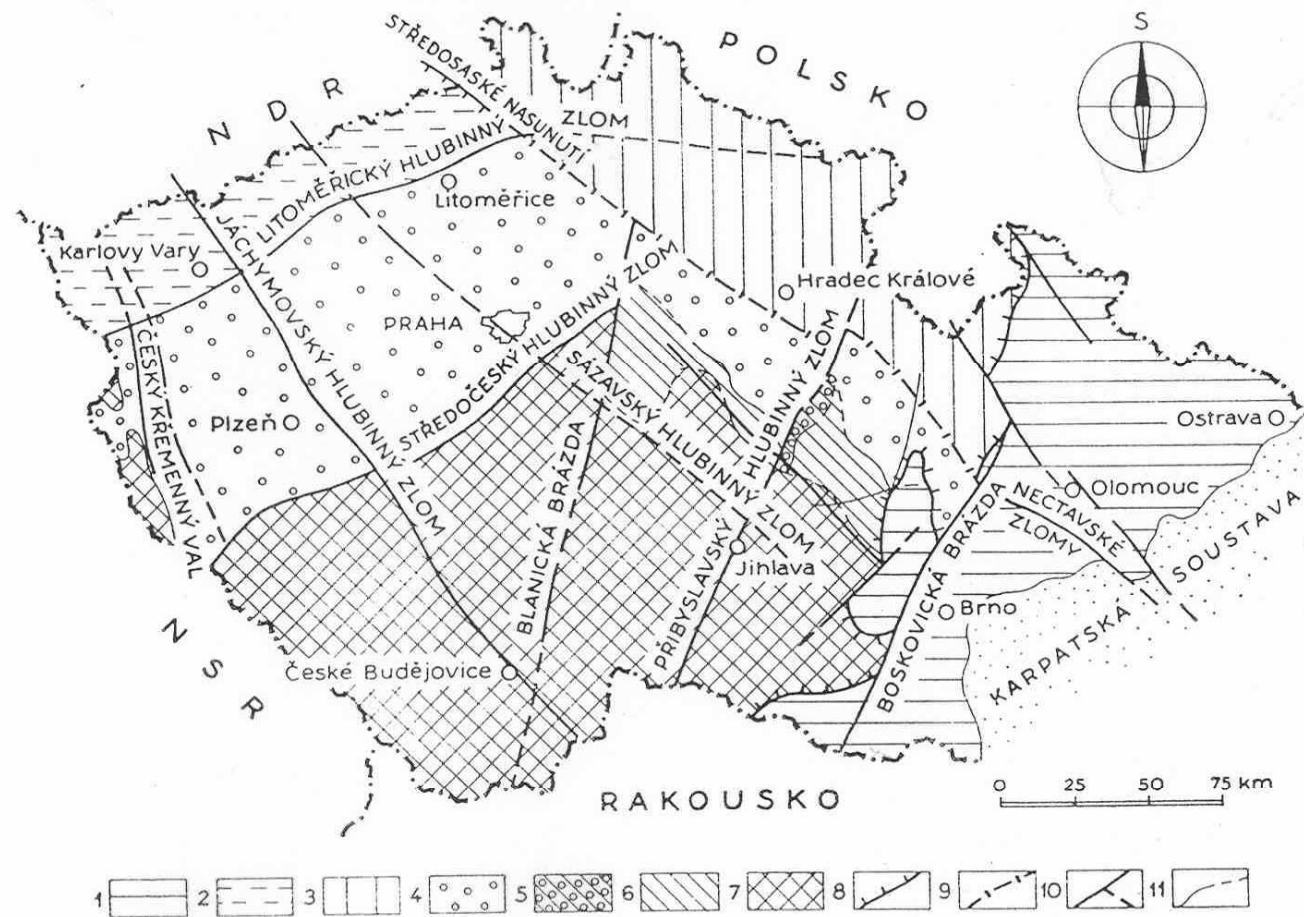 S
POLSKO
NDR
STŘEDOSASKÉ NASUNUTÍ
LITOMĚŘICKÝ HLUBINNÝ ZLOM
Litoměřice
Karlovy Vary
JÁCHYMOVSKÝ HLUBINNÝ ZLOM
Hradec Králové
PRAHA
STŘEDOČESKÝ HLUBINNÝ ZLOM
ČESKÝ KŘEMENNÝ VAL
SÁZAVSKÝ HLUBINNÝ ZLOM
Plzeň
Ostrava
BLANICKÁ BRÁZDA
PŘIBYSLAVSKÝ HLUBINNÝ ZLOM
Olomouc
NECTAVSKÉ
ZLOMY
Jihlava
BOSKOVICKÁ BRÁZDA
Brno
KARPATSKÁ SOUSTAVA
NSR
České Budějovice
RAKOUSKO
0 25 50 75 km
1 2 3 4 5 6 7 8 9 10 11